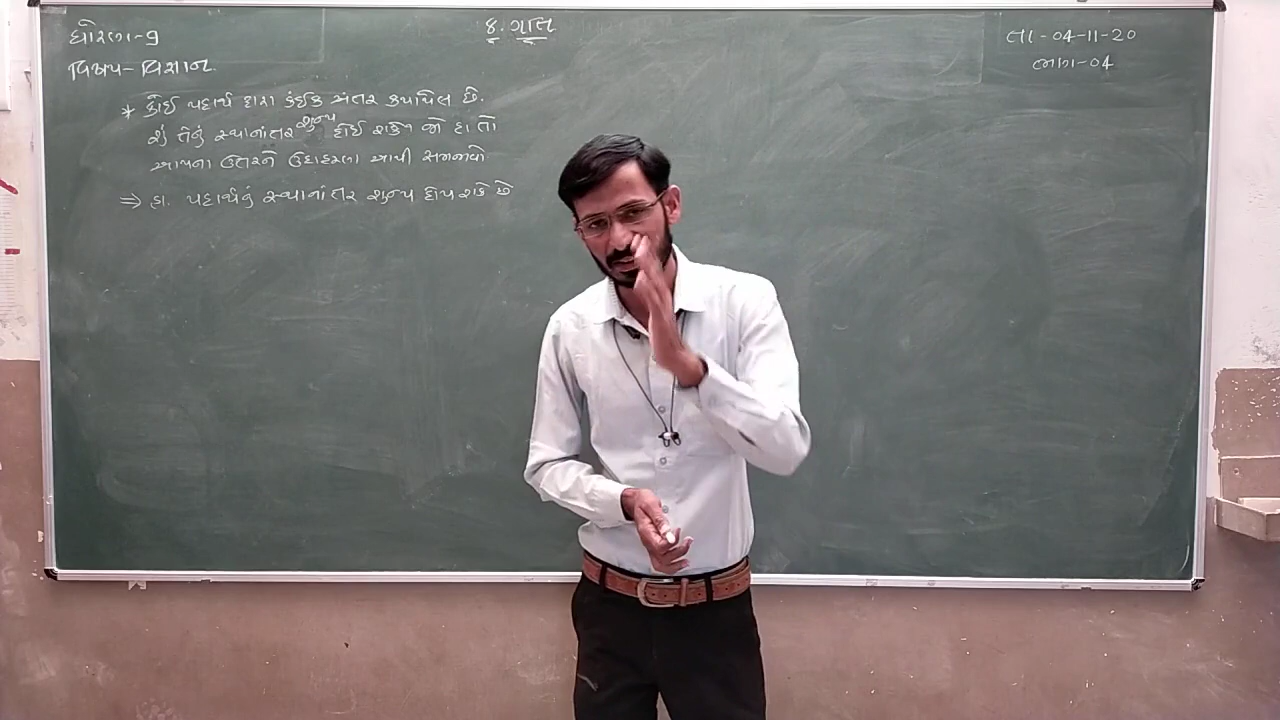 ધોરણ-9
વિષય- વિજ્ઞાન.
૪. ગતિ
તા-04-11-20
ભાગ-04
* કોઈ પદાર્થ દ્વારા કંઈક અંતર કપાયેલ છે.
શું તેનું સ્થાનાંતર શૂન્ય હોઈ શકે? જો હા તો
આપના ઉત્તરને ઉદાહરણ આપી સમજાવો
⇒ હા. પદાર્થનું સ્થાનાંતર શૂન્ય હોય શકે છે